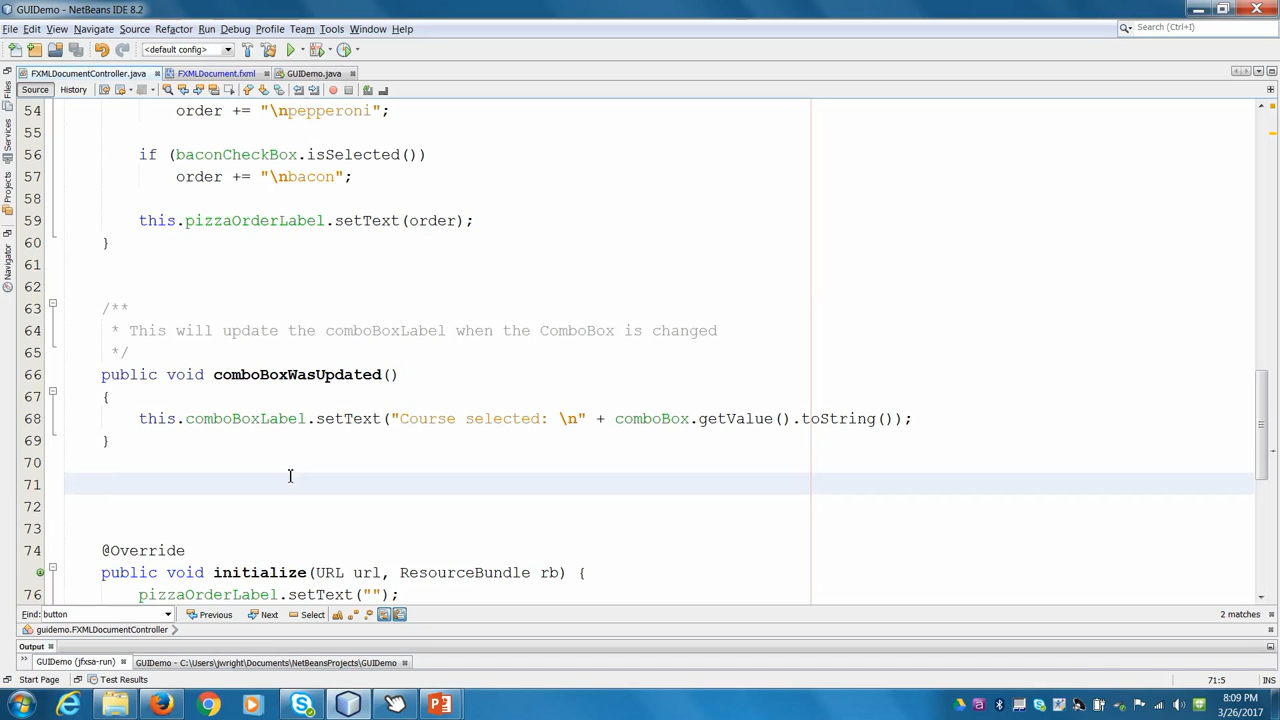 GUIDemo - NetBeans IDE 8.2
File Edit View Navigate Source Refactor Run Debug Profile Team Tools Window Help
Search (Ctrl+I)
<default config>
FXMLDocumentController.java FXMLDocument.fxml GUIDemo.java
Source History
Files
Services
Projects
Navigator
54 order += "\npepperoni";
55
56 if (baconCheckBox.isSelected())
57 order += "\nbacon";
58
59 this.pizzaOrderLabel.setText(order);
60 }
61
62
63 /**
64 * This will update the comboBoxLabel when the ComboBox is changed
65 */
66 public void comboBoxWasUpdated()
67 {
68 this.comboBoxLabel.setText("Course selected: \n" + comboBox.getValue().toString());
69 }
70
71
72
73
74 @Override
public void initialize(URL url, ResourceBundle rb) {
76 pizzaOrderLabel.setText("");
Find: button Previous Next Select 2 matches
guidemo.FXMLDocumentController
Output
GUIDemo (jfxsa-run) GUIDemo - C:\Users\jwright\Documents\NetBeansProjects\GUIDemo
Start Page Test Results 71:5 INS
8:09 PM
3/26/2017